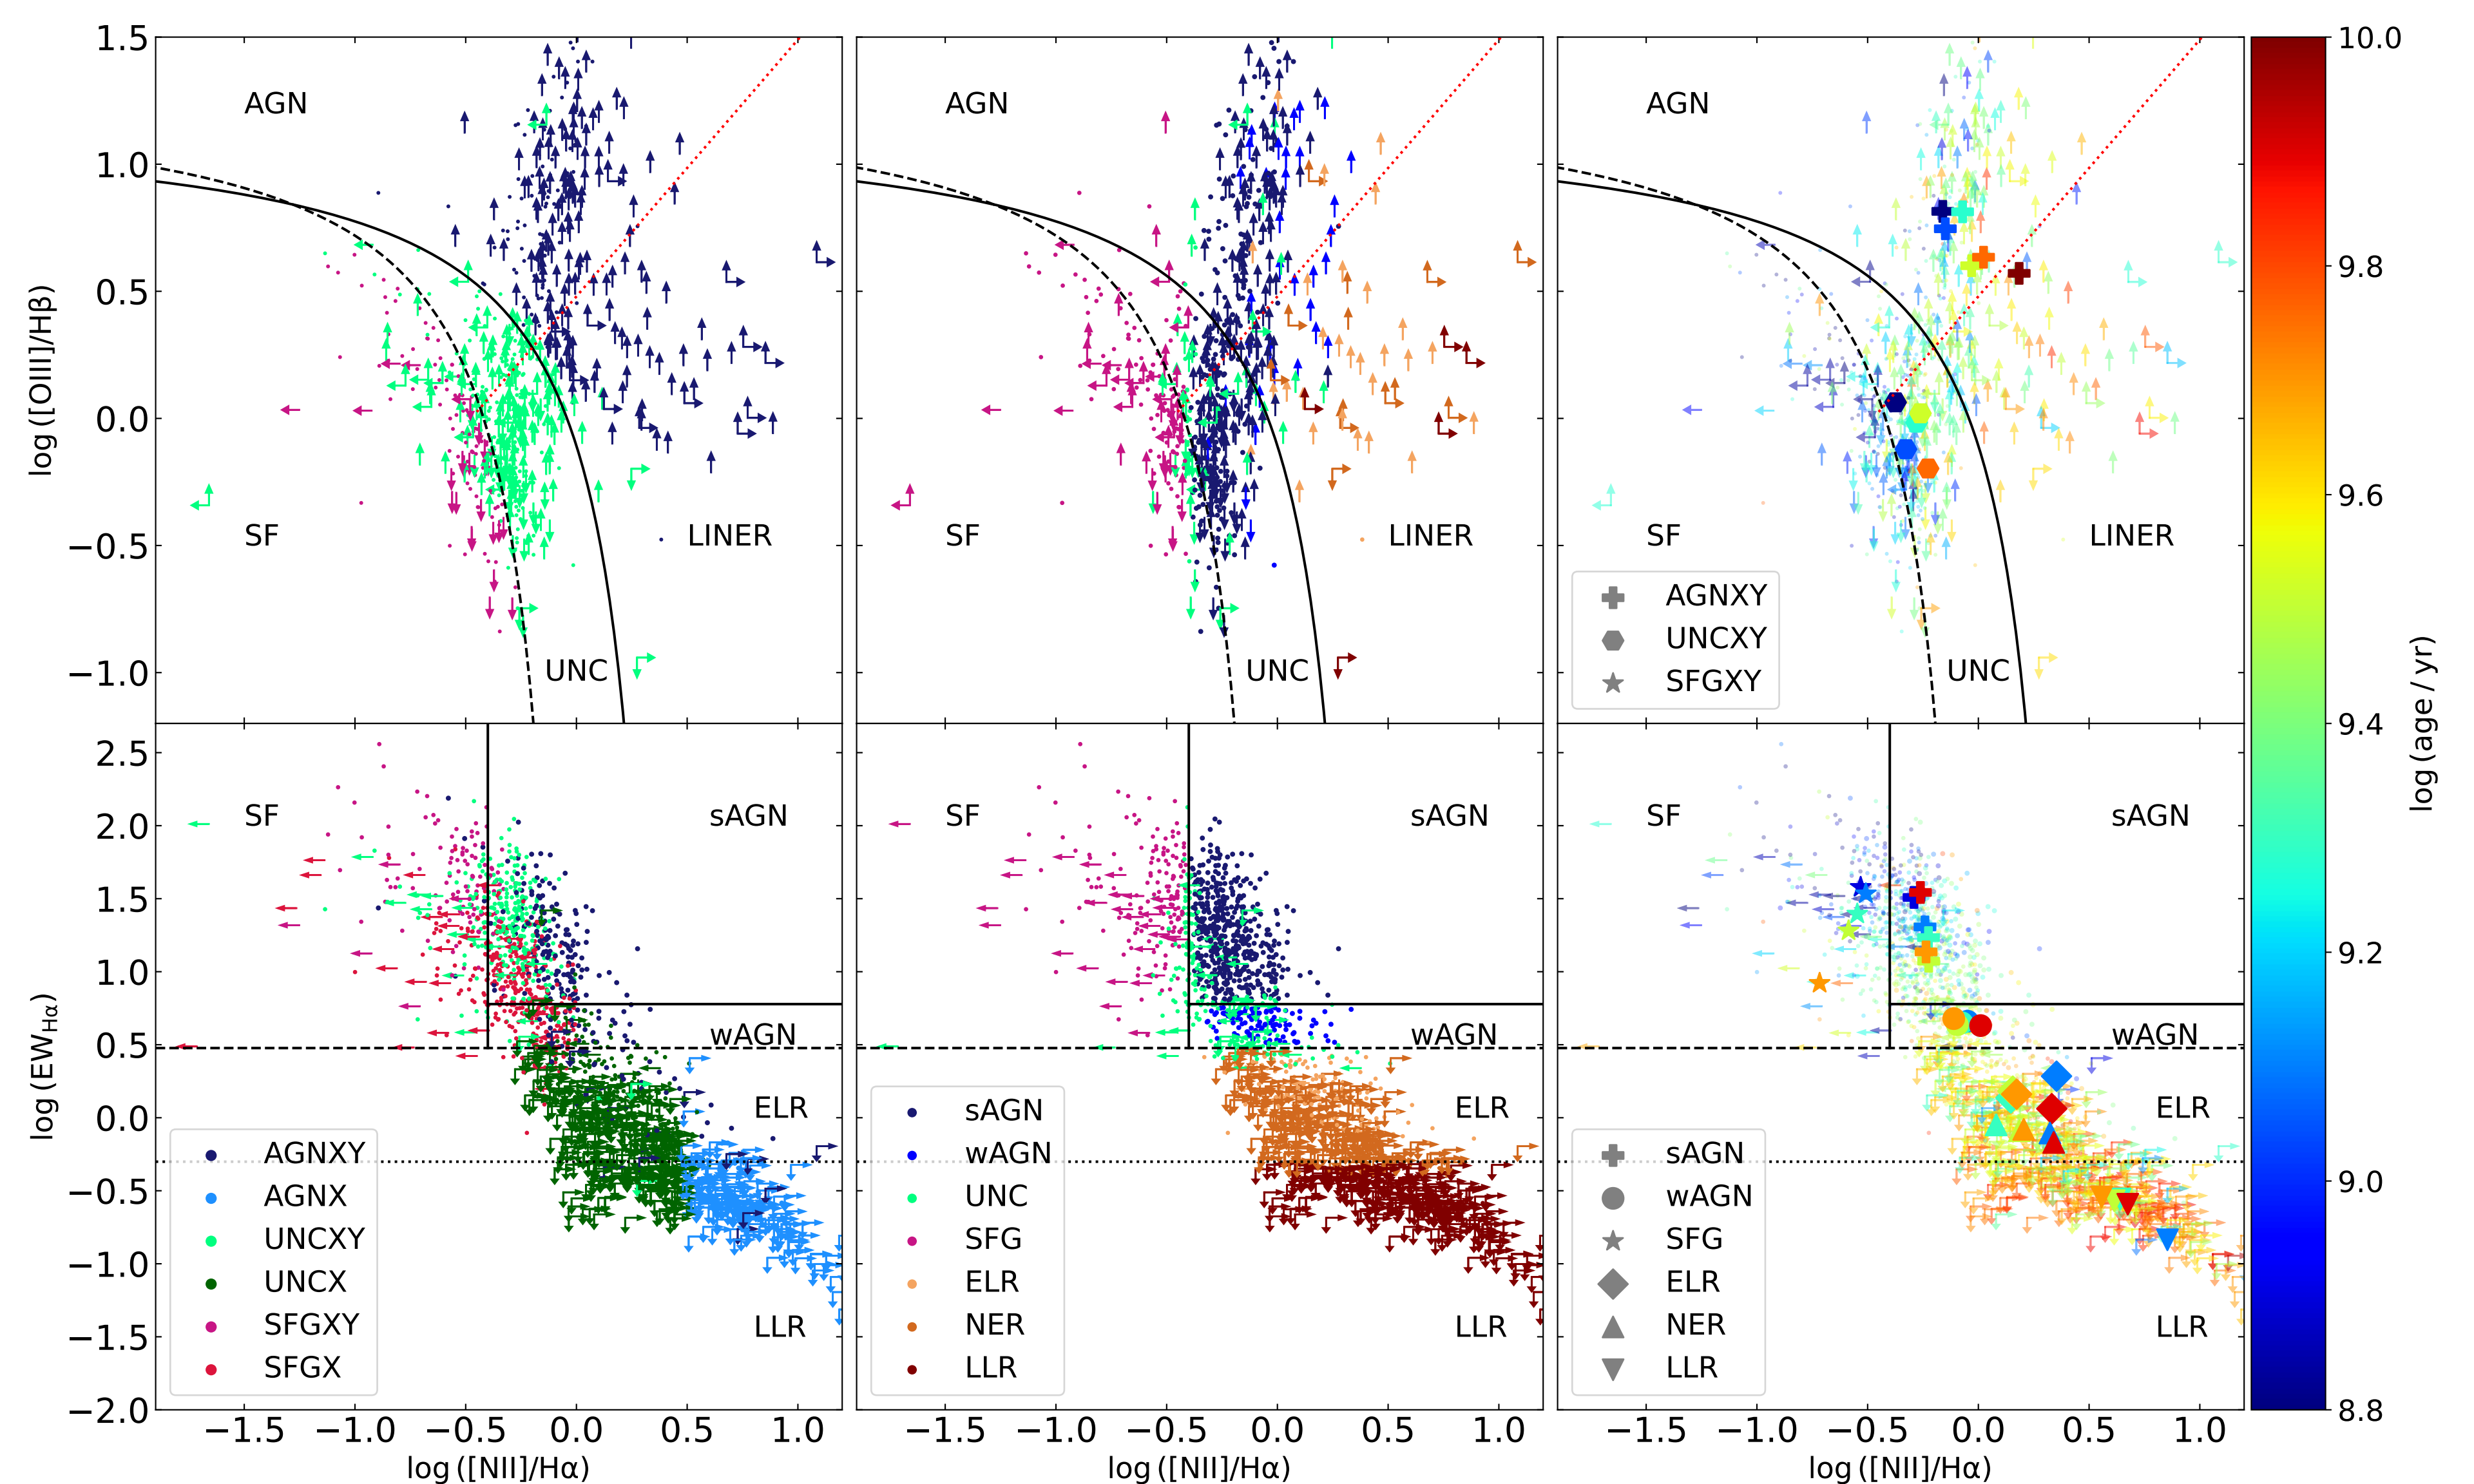 AGN
SF
LINER
UNC
1.5
1.0
0.5
0.0
−0.5
−1.0
log ([OIII]/Hβ)
AGN
SF
LINER
UNC
AGN
SF
LINER
UNC
AGNXY
UNCXY
SFGXY
SF
sAGN
wAGN
ELR
LLR
AGNXY
AGNX
UNCXY
UNCX
SFGXY
SFGX
2.5
2.0
1.5
1.0
0.5
0.0
−0.5
−1.0
−1.5
−2.0
log (EWHα)
−1.5 −1.0 −0.5 0.0 0.5 1.0
log ([NII]/Hα)
SF
sAGN
wAGN
ELR
LLR
sAGN
wAGN
UNC
SFG
ELR
NER
LLR
−1.5 −1.0 −0.5 0.0 0.5 1.0
log ([NII]/Hα)
SF
sAGN
wAGN
ELR
LLR
sAGN
wAGN
SFG
ELR
NER
LLR
−1.5 −1.0 −0.5 0.0 0.5 1.0
log ([NII]/Hα)
10.0
9.8
9.6
9.4
9.2
9.0
8.8
log (age / yr)